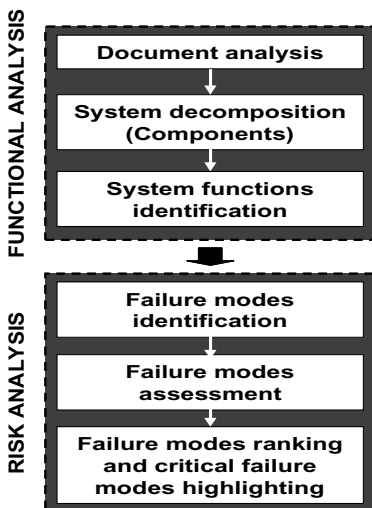 FUNCTIONAL ANALYSIS
Document analysis
System decomposition
(Components)
System functions
identification
RISK ANALYSIS
Failure modes
identification
Failure modes
assessment
Failure modes ranking
and critical failure
modes highlighting